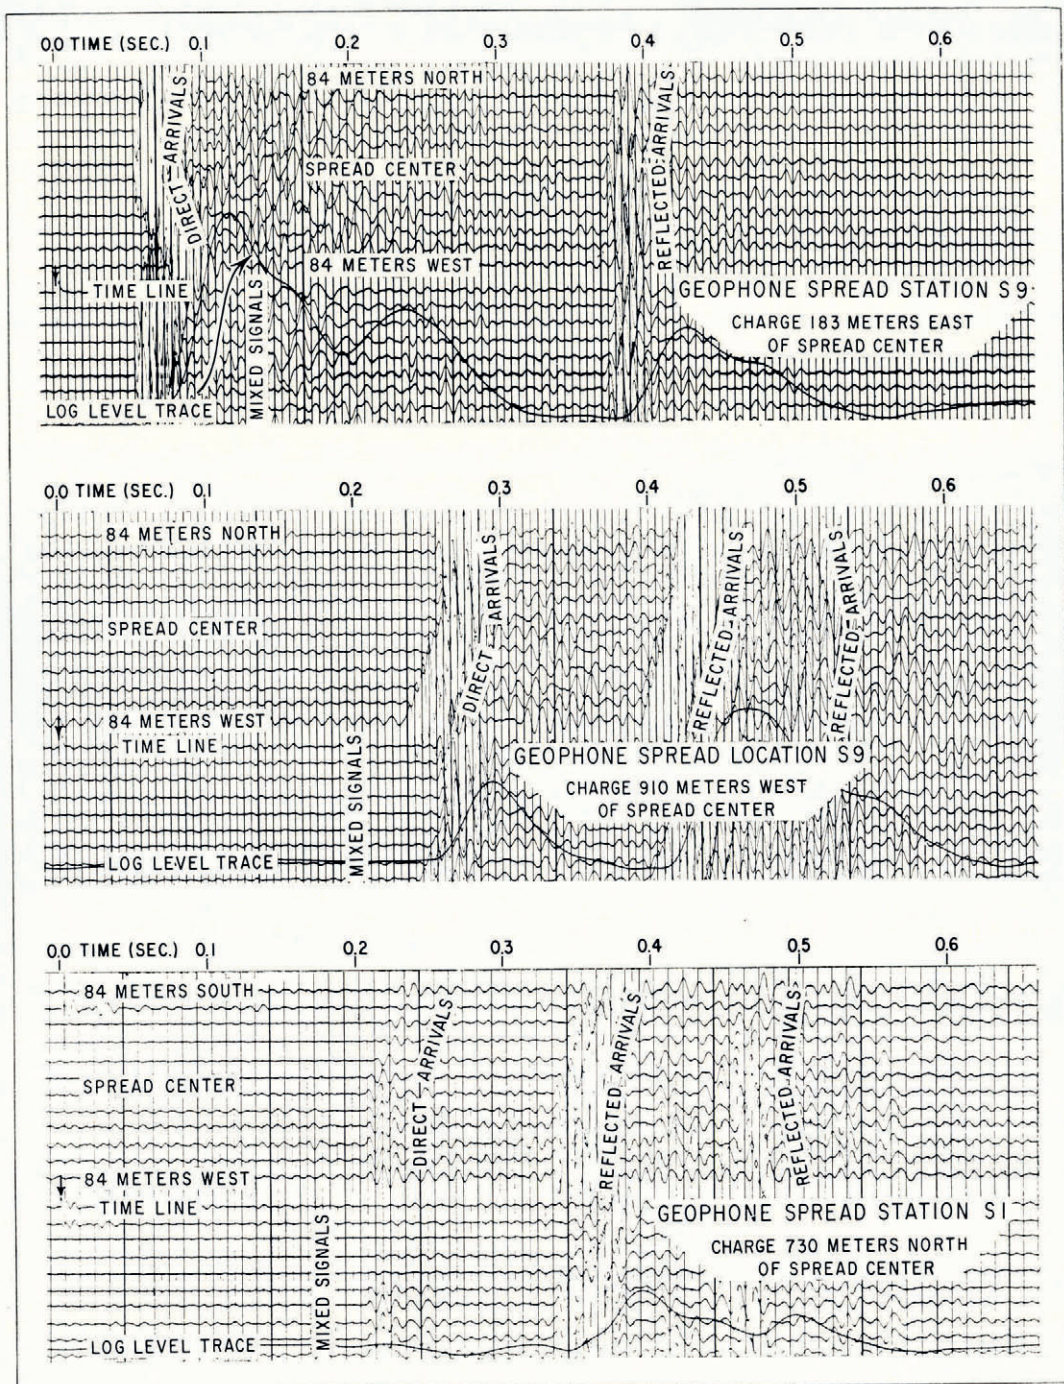 0.0 TIME (SEC.) 0.1 0.2 0.3 0.4 0.5 0.6
84 METERS NORTH
DIRECT ARRIVALS
REFLECTED ARRIVALS
SPREAD CENTER
84 METERS WEST
TIME LINE
GEOPHONE SPREAD STATION S9
CHARGE 183 METERS EAST
OF SPREAD CENTER
MIXED SIGNALS
LOG LEVEL TRACE
0.0 TIME (SEC.) 0.1 0.2 0.3 0.4 0.5 0.6
84 METERS NORTH
SPREAD CENTER
DIRECT ARRIVALS
REFLECTED ARRIVALS
REFLECTED ARRIVALS
84 METERS WEST
TIME LINE
GEOPHONE SPREAD LOCATION S9
CHARGE 910 METERS WEST
OF SPREAD CENTER
MIXED SIGNALS
LOG LEVEL TRACE
0.0 TIME (SEC.) 0.1 0.2 0.3 0.4 0.5 0.6
84 METERS SOUTH
SPREAD CENTER
DIRECT ARRIVALS
REFLECTED ARRIVALS
REFLECTED ARRIVALS
84 METERS WEST
TIME LINE
GEOPHONE SPREAD STATION S1
CHARGE 730 METERS NORTH
OF SPREAD CENTER
MIXED SIGNALS
LOG LEVEL TRACE